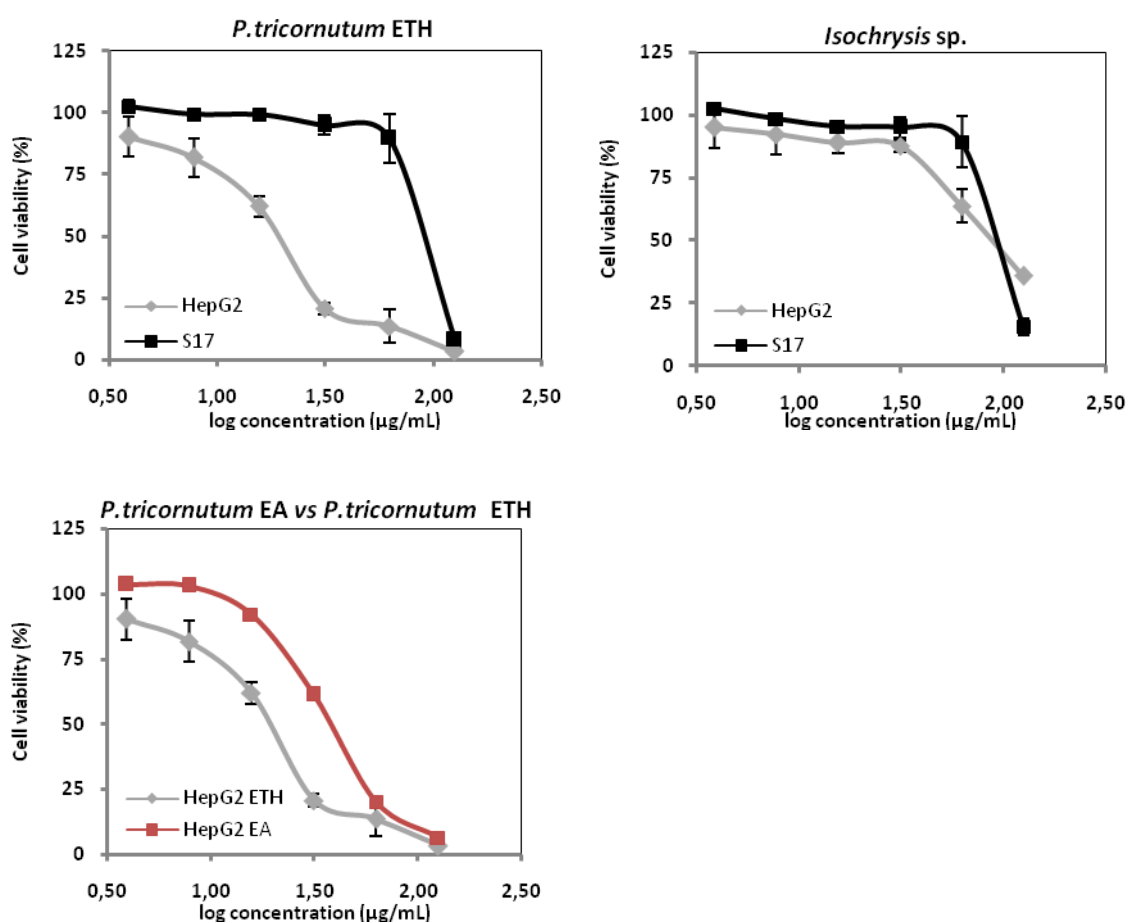 P.tricornutum ETH
125
100
75
50
25
0
Cell viability (%)
HepG2
S17
0,50 1,00 1,50 2,00 2,50
log concentration (µg/mL)
Isochrysis sp.
125
100
75
50
25
0
Cell viability (%)
HepG2
S17
0,50 1,00 1,50 2,00 2,50
log concentration (µg/mL)
P.tricornutum EA vs P.tricornutum ETH
125
100
75
50
25
0
Cell viability (%)
HepG2 ETH
HepG2 EA
0,50 1,00 1,50 2,00 2,50
log concentration (µg/mL)